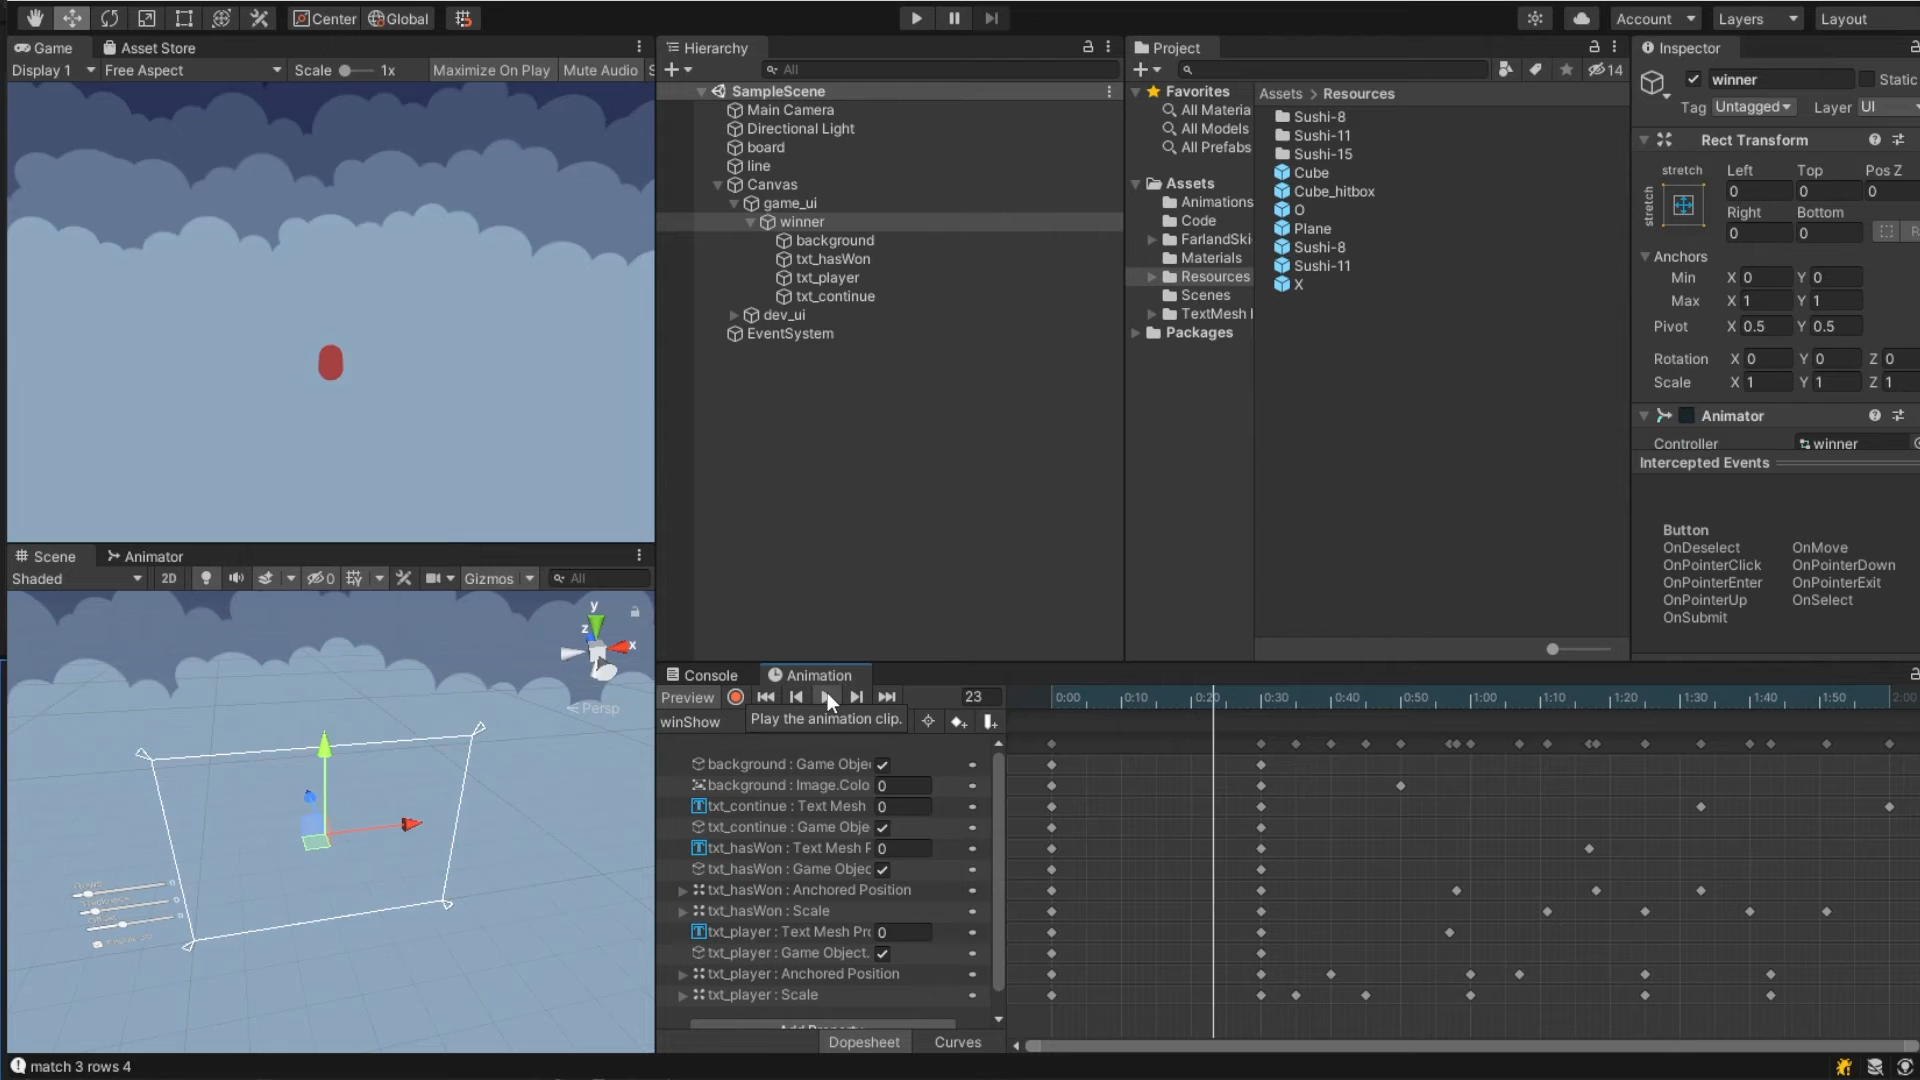 Center
Global
Account
Layers
Layout
Game
Asset Store
Display 1
Free Aspect
Scale
1x
Maximize On Play
Mute Audio
S
Hierarchy
All
SampleScene
Main Camera
Directional Light
board
line
Canvas
game_ui
winner
background
txt_hasWon
txt_player
txt_continue
dev_ui
EventSystem
Project
14
Favorites
All Materia
All Models
All Prefabs
Assets
Animations
Code
FarlandSki
Materials
Resources
Scenes
TextMesh
Packages
Assets > Resources
Sushi-8
Sushi-11
Sushi-15
Cube
Cube_hitbox
O
Plane
Sushi-8
Sushi-11
X
Inspector
winner
Static
Tag Untagged Layer UI
Rect Transform
stretch Left Top Pos Z
stretch 0 0 0
Right Bottom
0 0 R
Anchors
Min X 0 Y 0
Max X 1 Y 1
Pivot X 0.5 Y 0.5
Rotation X 0 Y 0 Z 0
Scale X 1 Y 1 Z 1
Animator
Controller winner
Intercepted Events
Button
OnDeselect OnMove
OnPointerClick OnPointerDown
OnPointerEnter OnPointerExit
OnPointerUp OnSelect
OnSubmit
Scene
Animator
Shaded
2D
0
Gizmos
All
y
z
x
Persp
Console
Animation
Preview
23
0:00 0:10 0:20 0:30 0:40 0:50 1:00 1:10 1:20 1:30 1:40 1:50 2:00
winShow
Play the animation clip.
background : Game Obje
background : Image.Colo 0
txt_continue : Text Mesh 0
txt_continue : Game Obje
txt_hasWon : Text Mesh P 0
txt_hasWon : Game Objec
txt_hasWon : Anchored Position
txt_hasWon : Scale
txt_player : Text Mesh Pro 0
txt_player : Game Object.
txt_player : Anchored Position
txt_player : Scale
Add Property
Dopesheet
Curves
match 3 rows 4